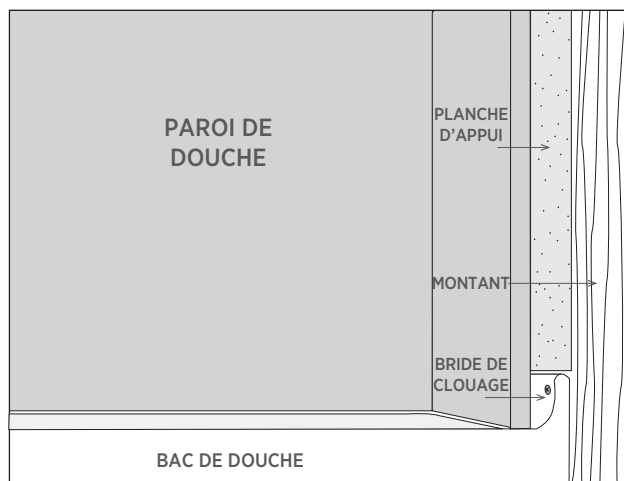 PAROI DE
DOUCHE
PLANCHE
D'APPUI
MONTANT
BRIDE DE
CLOUAGE
BAC DE DOUCHE